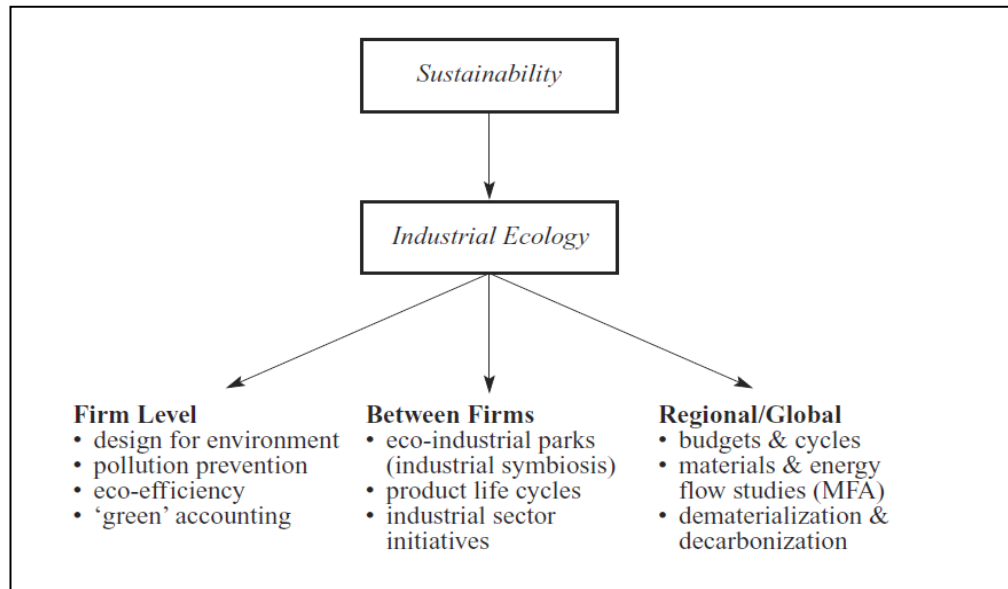 Sustainability
Industrial Ecology
Firm Level
• design for environment
• pollution prevention
• eco-efficiency
• ‘green’ accounting
Between Firms
• eco-industrial parks
(industrial symbiosis)
• product life cycles
• industrial sector
initiatives
Regional/Global
• budgets & cycles
• materials & energy
flow studies (MFA)
• dematerialization &
decarbonization